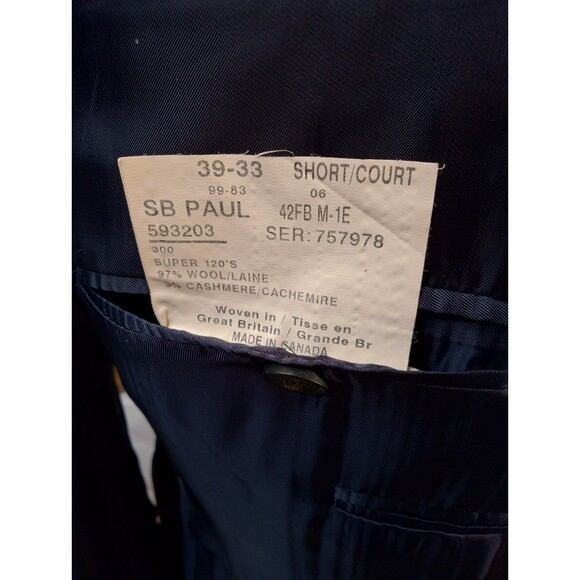 39-33 SHORT/COURT
99-83 06
SB PAUL 42FB M-1E
593203 SER: 757978
300
SUPER 120'S
97% WOOL/LAINE
3% CASHMERE/CACHEMIRE
Woven in / Tisse en
Great Britain / Grande Br
MADE IN CANADA